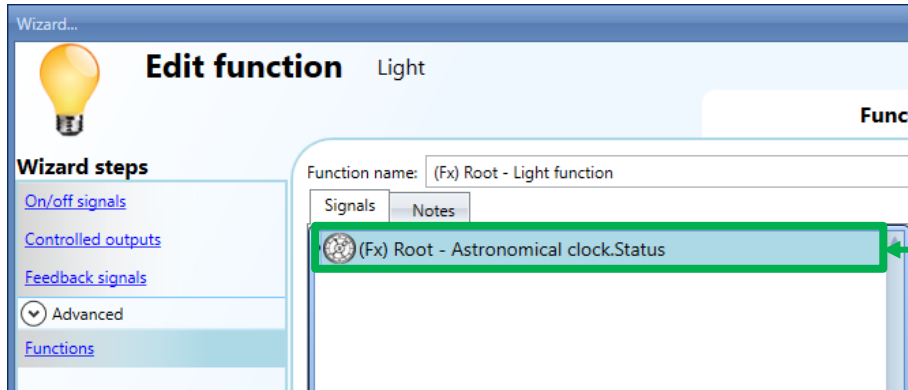 Wizard...
Edit function Light
Func
Wizard steps
Function name: (Fx) Root - Light function
On/off signals
Signals Notes
Controlled outputs
(Fx) Root - Astronomical clock.Status
Feedback signals
Advanced
Functions